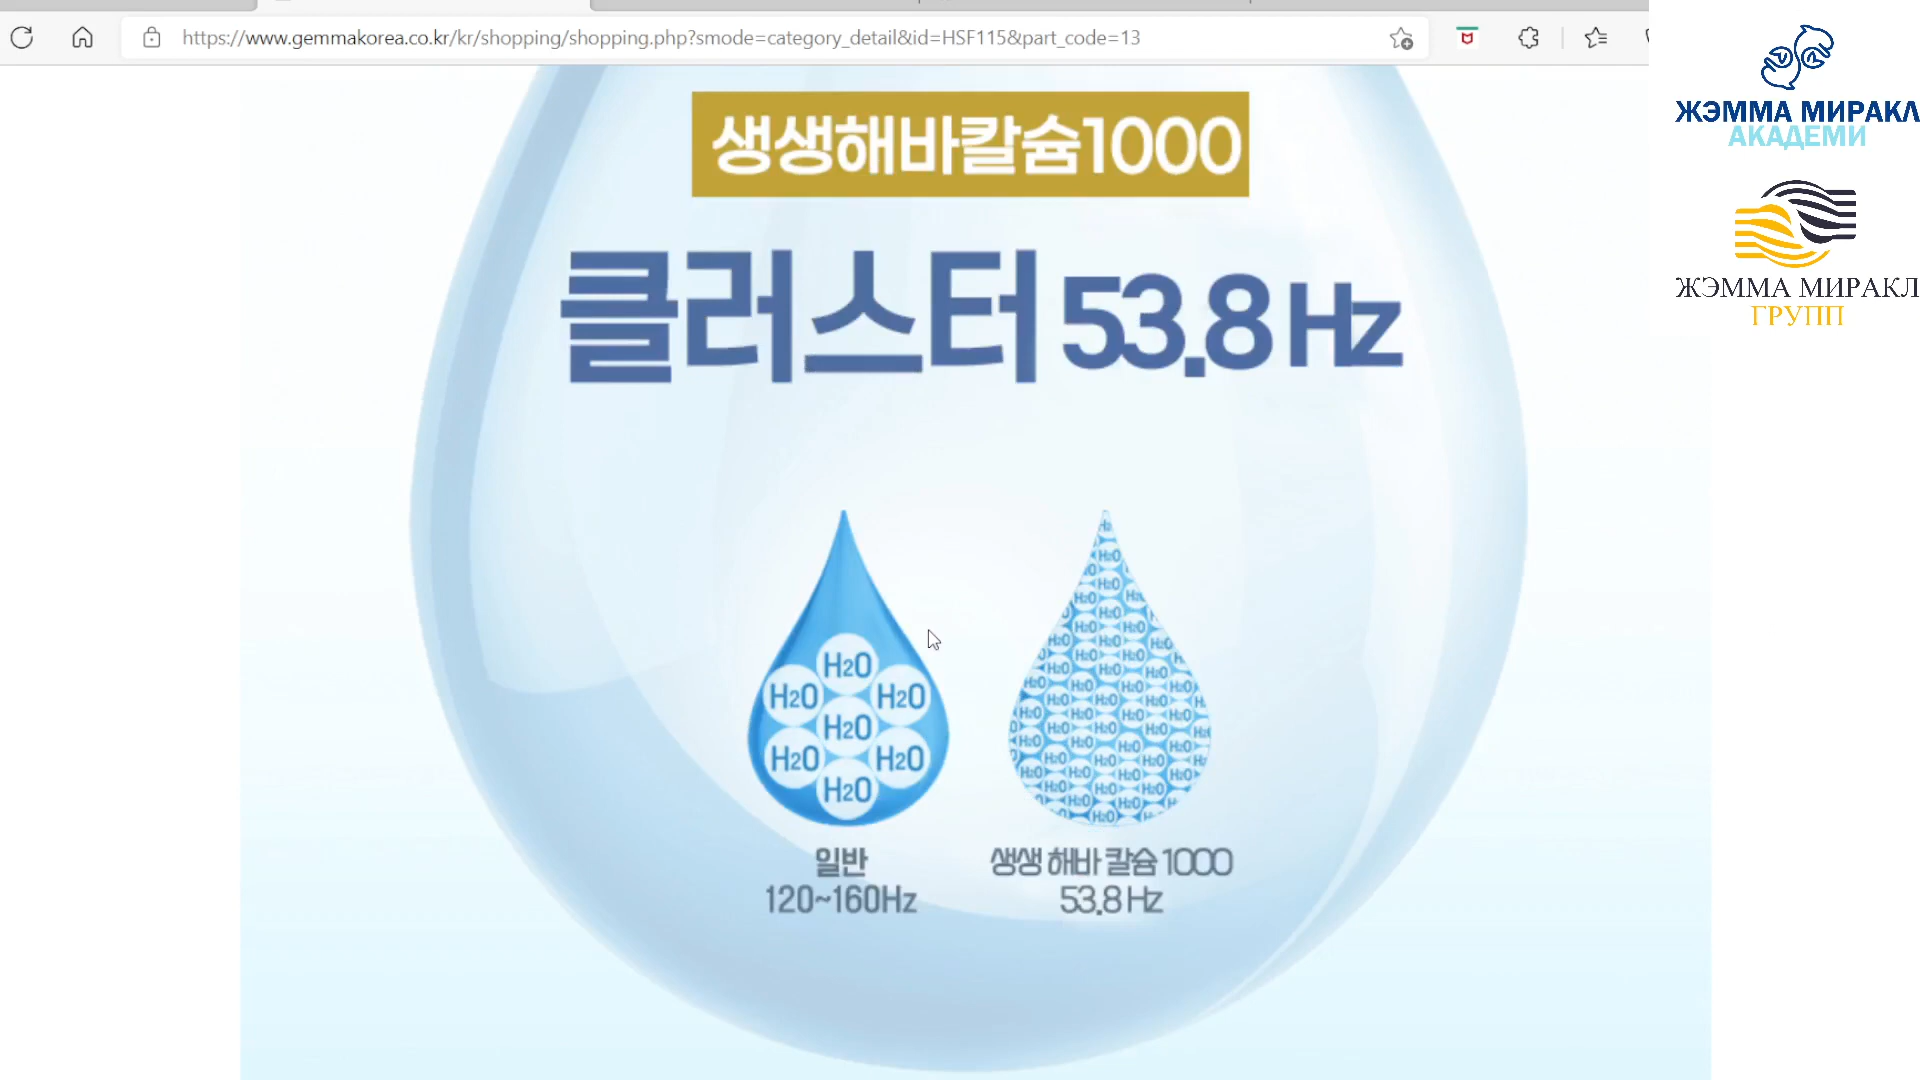 https://www.gemmakorea.co.kr/kr/shopping/shopping.php?smode=category_detail&id=HSF115&part_code=13
ЖЭММА МИРАКЛ
АКАДЕМИ
ЖЭММА МИРАКЛ
ГРУПП
생생해바칼슘1000
클러스터 53.8 Hz
H2O
H2O H2O
H2O
H2O H2O
H2O
일반
120~160Hz
생생 해바 칼슘 1000
53.8 Hz